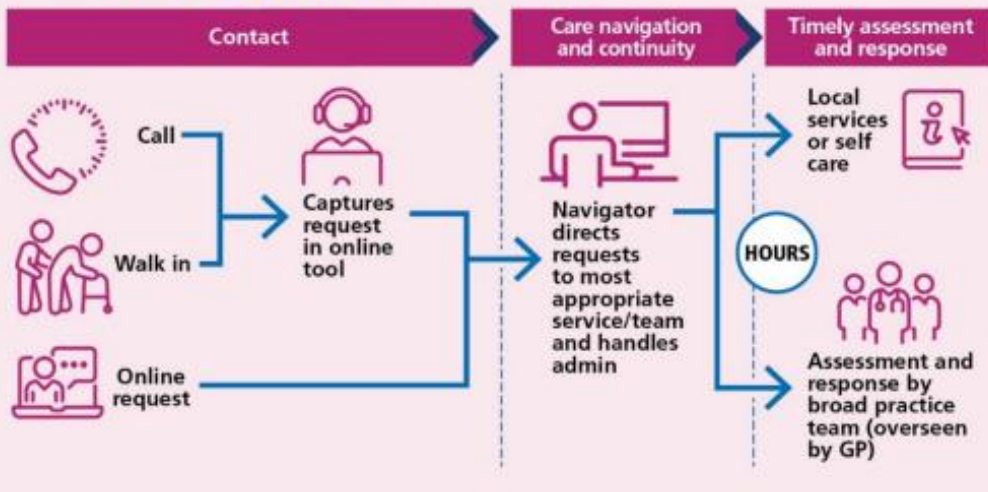 Contact
Care navigation
and continuity
Timely assessment
and response
Call
Walk in
Online
request
Captures
request
in online
tool
Navigator
directs
requests
to most
appropriate
service/team
and handles
admin
Local
services
or self
care
i
HOURS
Assessment and
response by
broad practice
team (overseen
by GP)